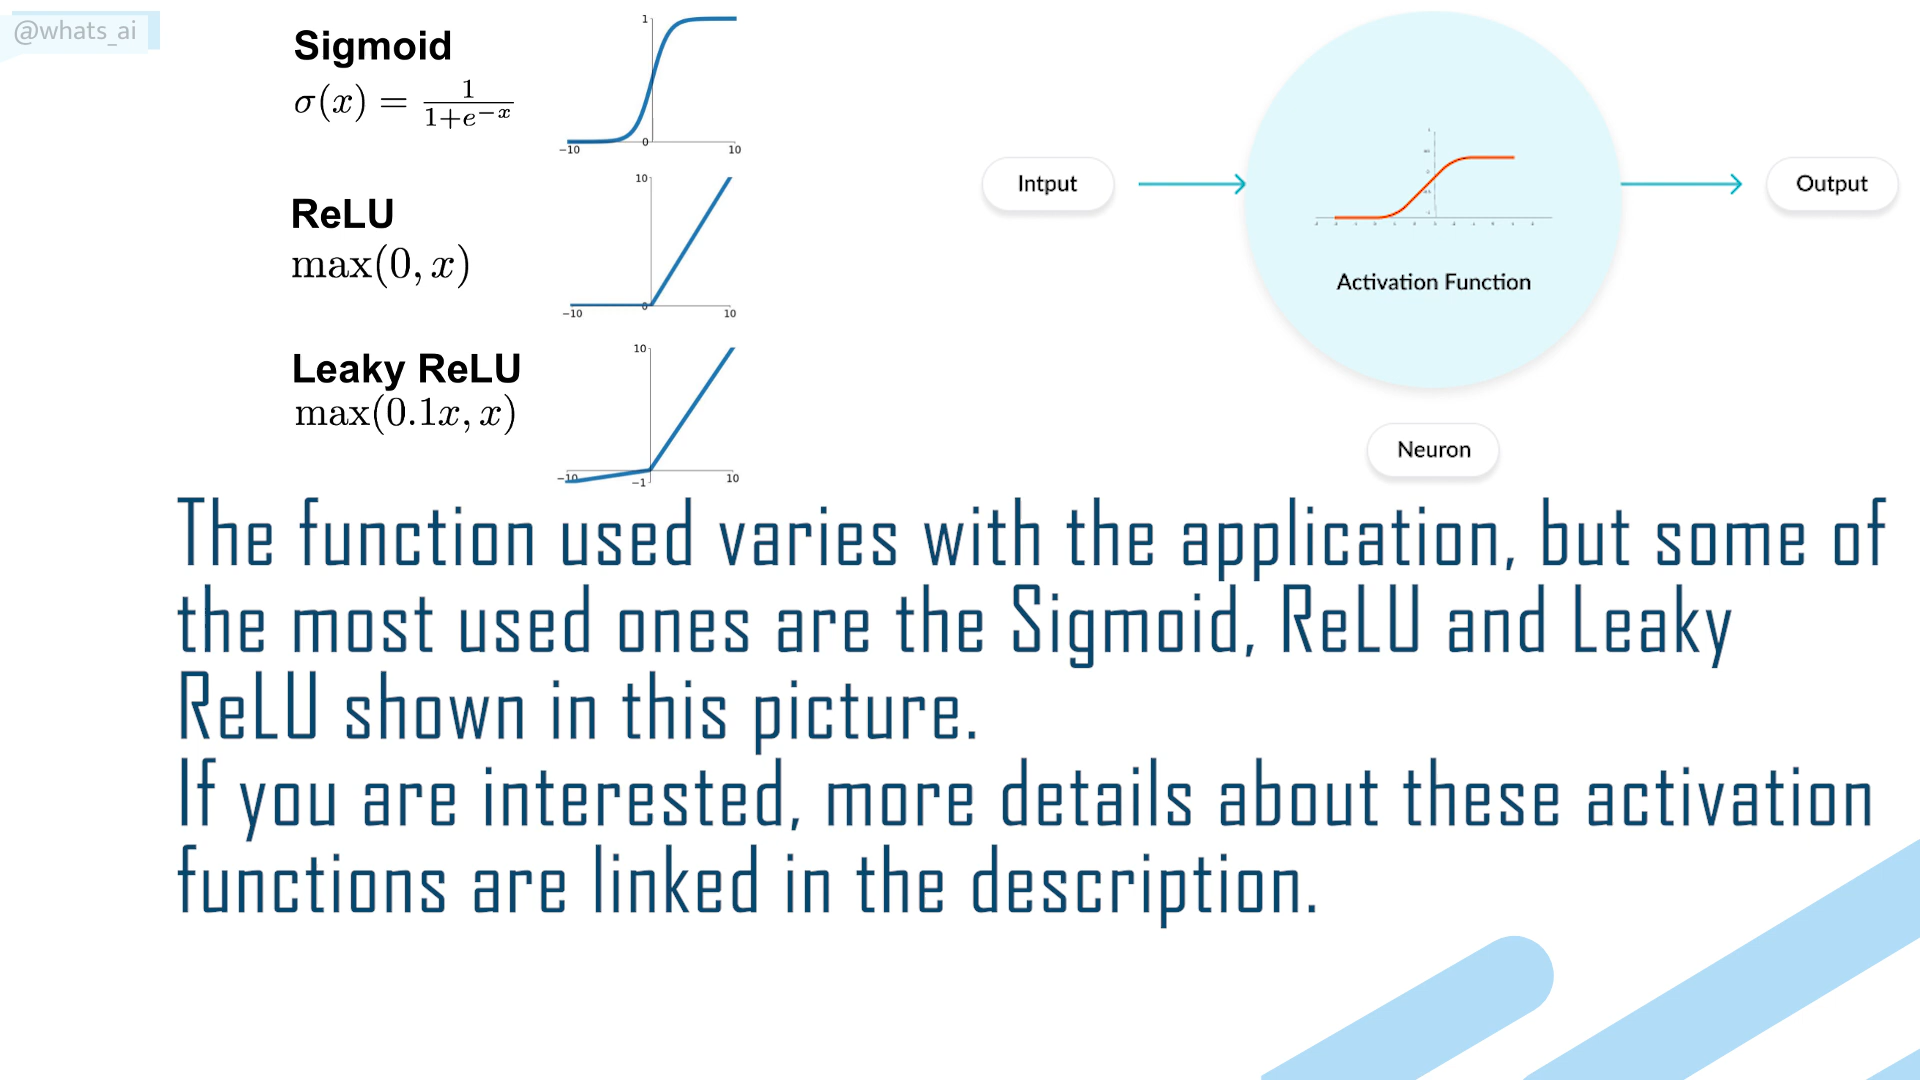 @whats_ai
Sigmoid
σ(x) = 1/(1+e^−x)
1
0
−10
10
ReLU
max(0, x)
10
0
−10
10
Leaky ReLU
max(0.1x, x)
10
−10
−1
10
Intput
Activation Function
Output
Neuron
The function used varies with the application, but some of
the most used ones are the Sigmoid, ReLU and Leaky
ReLU shown in this picture.
If you are interested, more details about these activation
functions are linked in the description.